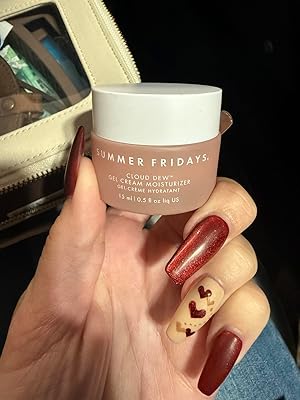 SUMMER FRIDAYS.
CLOUD DEW™
GEL CREAM MOISTURIZER
GEL-CRÈME HYDRATANT
15 ml | 0.5 fl oz liq US